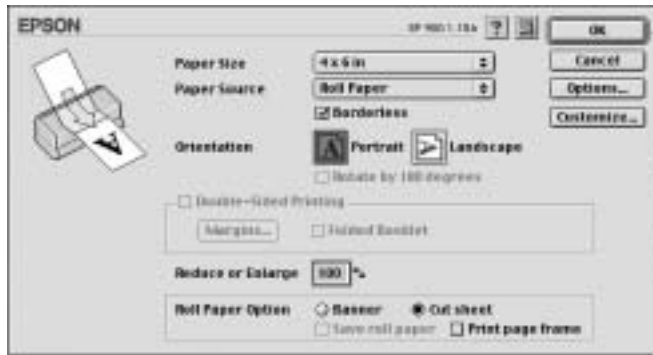 EPSON
?
OK
Paper Size 4 x 6 in Cancel
Paper Source Roll Paper Options...
Borderless Customize...
Orientation A Portrait Landscape
Rotate by 180 degrees
Double-Sided Printing
Margins... Folded Booklet
Reduce or Enlarge 100 %
Roll Paper Option Banner Cut sheet
Save roll paper Print page frame